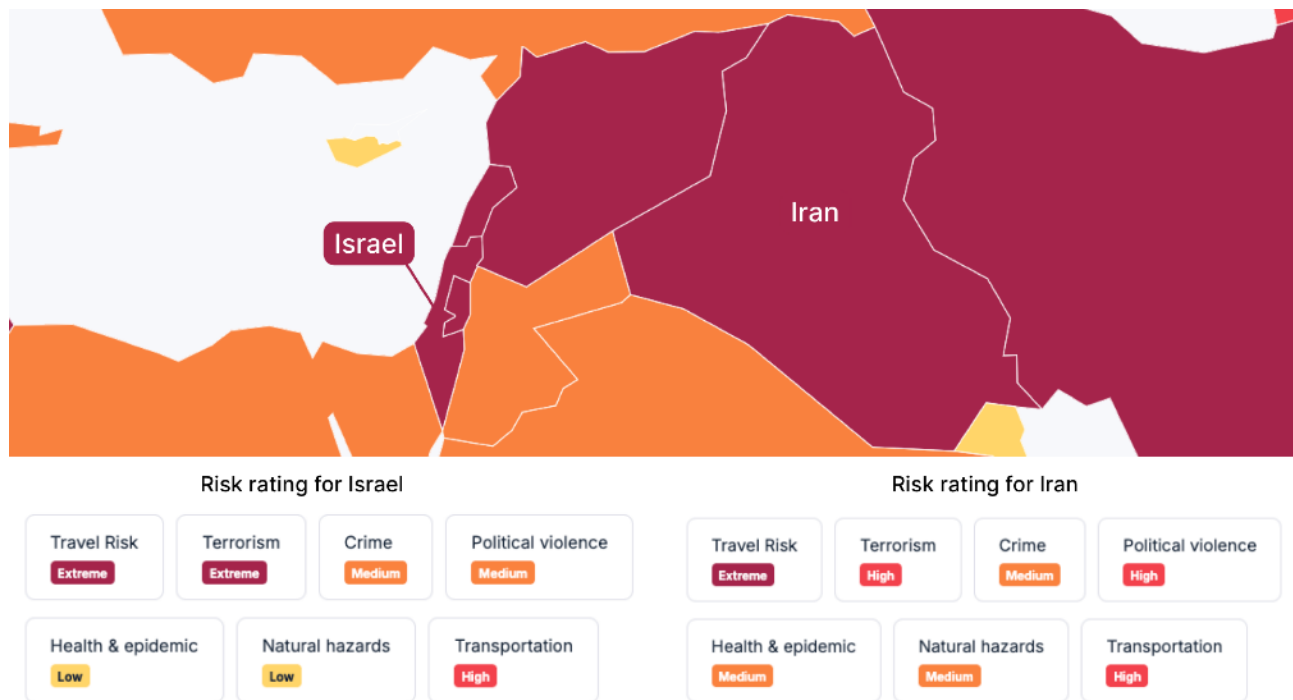 Israel
Iran
Risk rating for Israel
Travel Risk
Extreme
Terrorism
Extreme
Crime
Medium
Political violence
Medium
Health & epidemic
Low
Natural hazards
Low
Transportation
High
Risk rating for Iran
Travel Risk
Extreme
Terrorism
High
Crime
Medium
Political violence
High
Health & epidemic
Medium
Natural hazards
Medium
Transportation
High